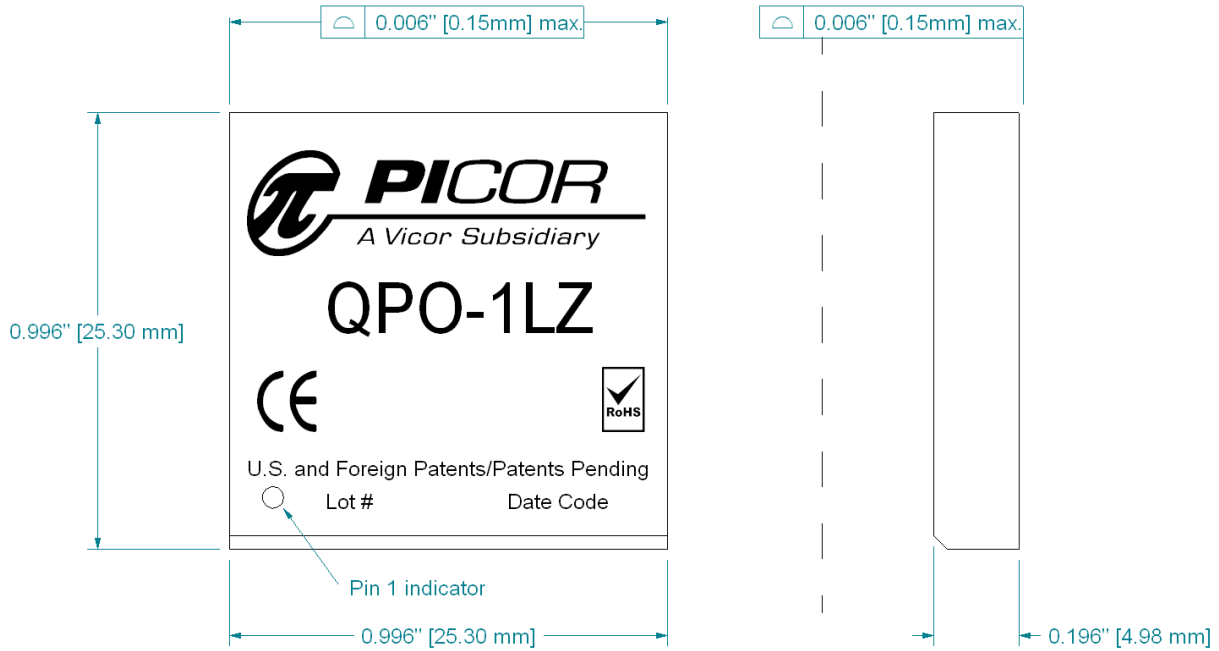 0.006” [0.15mm] max.
0.006” [0.15mm] max.
PICOR
A Vicor Subsidiary
QPO-1LZ
0.996” [25.30 mm]
CE
RoHS
U.S. and Foreign Patents/Patents Pending
Lot # Date Code
Pin 1 indicator
0.996” [25.30 mm]
0.196” [4.98 mm]